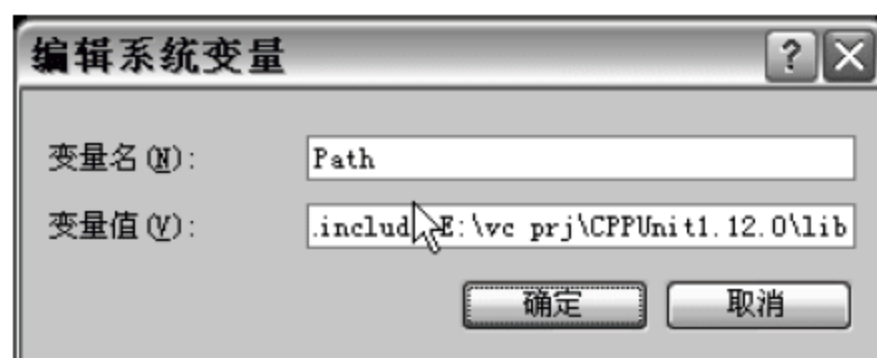 编辑系统变量
变量名(N):
Path
变量值(V):
.includ E:\vc prj\CPPUnit1.12.0\lib
确定
取消